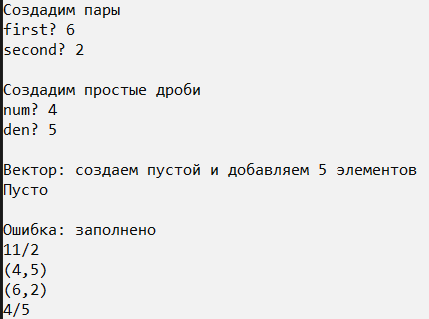 Создадим пары
first? 6
second? 2
Создадим простые дроби
num? 4
den? 5
Вектор: создаем пустой и добавляем 5 элементов
Пусто
Ошибка: заполнено
11/2
(4,5)
(6,2)
4/5